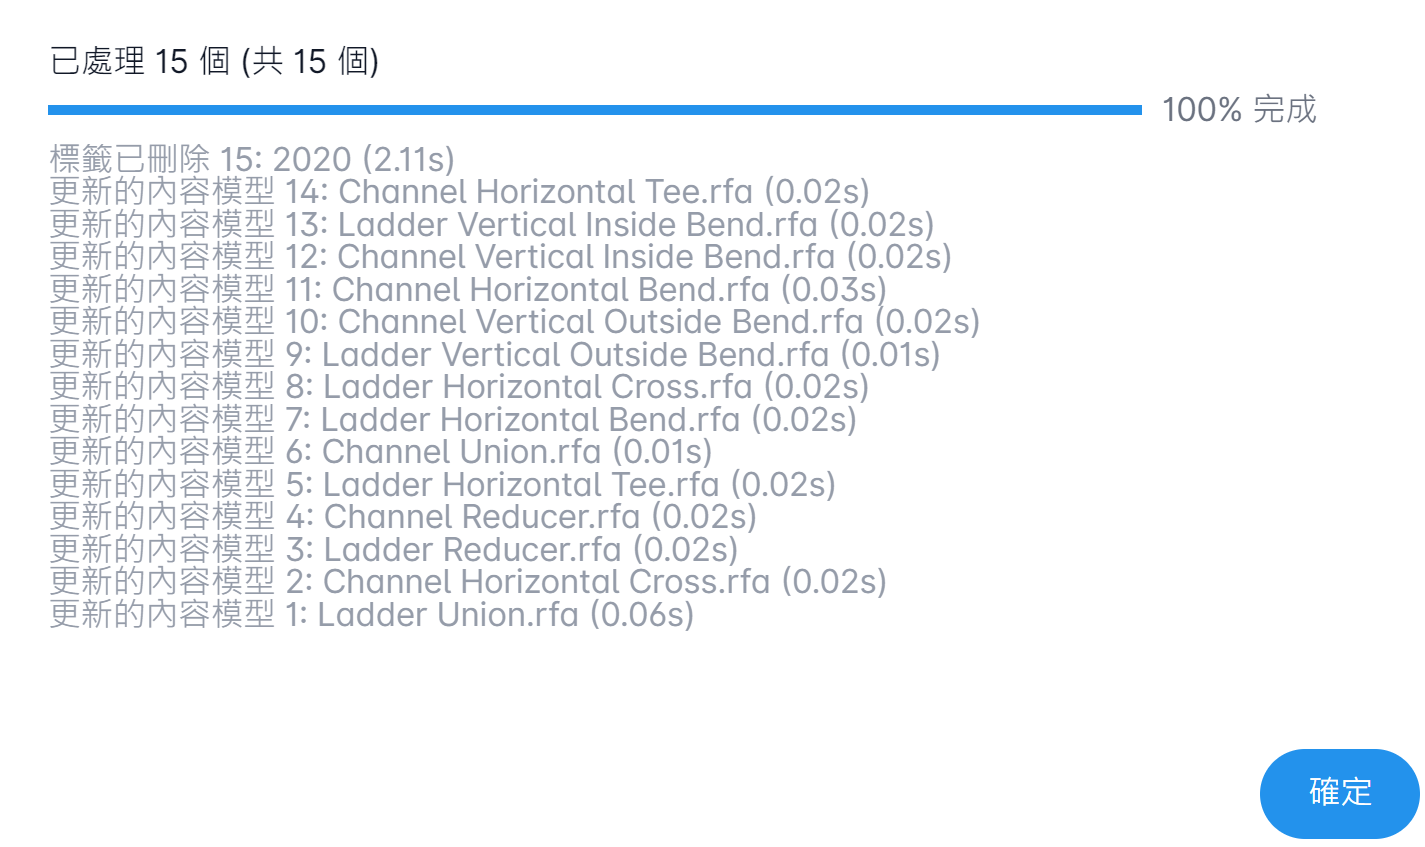 已處理 15 個 (共 15 個)
100% 完成
標籤已刪除 15: 2020 (2.11s)
更新的內容模型 14: Channel Horizontal Tee.rfa (0.02s)
更新的內容模型 13: Ladder Vertical Inside Bend.rfa (0.02s)
更新的內容模型 12: Channel Vertical Inside Bend.rfa (0.02s)
更新的內容模型 11: Channel Horizontal Bend.rfa (0.03s)
更新的內容模型 10: Channel Vertical Outside Bend.rfa (0.02s)
更新的內容模型 9: Ladder Vertical Outside Bend.rfa (0.01s)
更新的內容模型 8: Ladder Horizontal Cross.rfa (0.02s)
更新的內容模型 7: Ladder Horizontal Bend.rfa (0.02s)
更新的內容模型 6: Channel Union.rfa (0.01s)
更新的內容模型 5: Ladder Horizontal Tee.rfa (0.02s)
更新的內容模型 4: Channel Reducer.rfa (0.02s)
更新的內容模型 3: Ladder Reducer.rfa (0.02s)
更新的內容模型 2: Channel Horizontal Cross.rfa (0.02s)
更新的內容模型 1: Ladder Union.rfa (0.06s)
確定